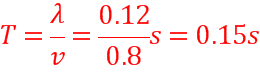 T = λ/v = 0.12/0.8 s = 0.15s